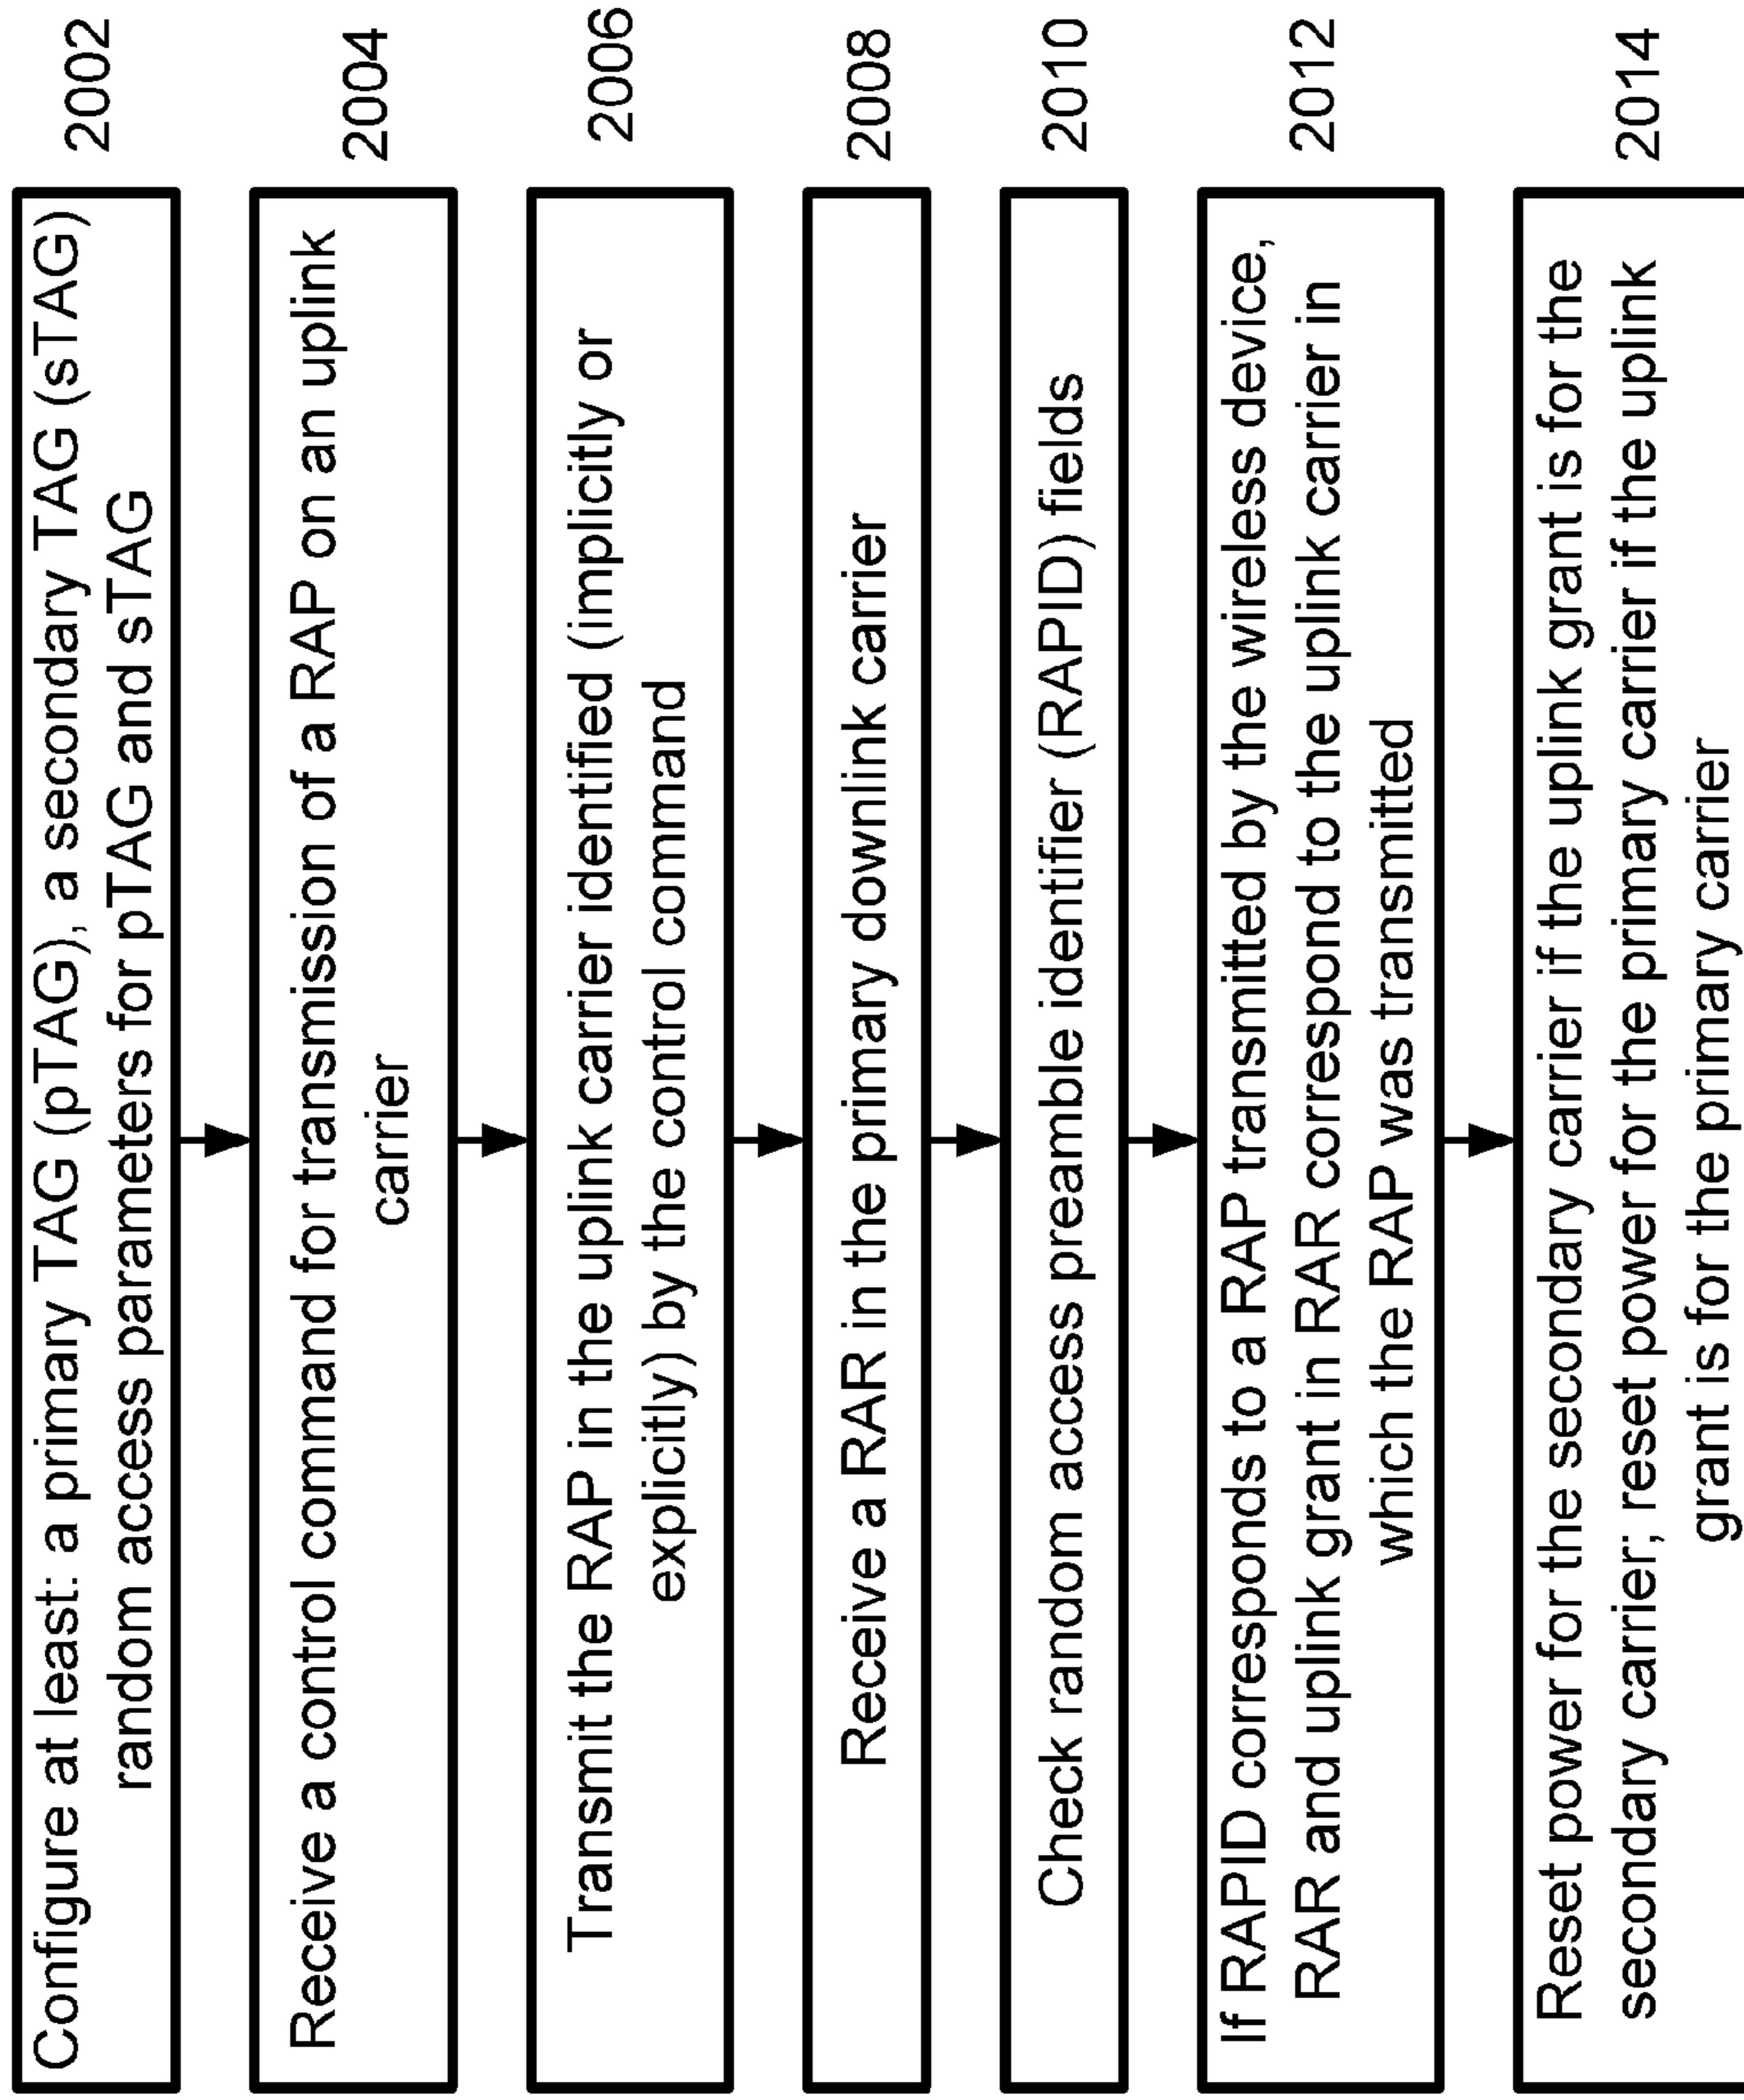 Configure at least: a primary TAG (pTAG), a secondary TAG (sTAG)
random access parameters for pTAG and sTAG
2002
Receive a control command for transmission of a RAP on an uplink
carrier
2004
Transmit the RAP in the uplink carrier identified (implicitly or
explicitly) by the control command
2006
Receive a RAR in the primary downlink carrier
2008
Check random access preamble identifier (RAPID) fields
2010
If RAPID corresponds to a RAP transmitted by the wireless device,
RAR and uplink grant in RAR correspond to the uplink carrier in
which the RAP was transmitted
2012
Reset power for the secondary carrier if the uplink grant is for the
secondary carrier; reset power for the primary carrier if the uplink
grant is for the primary carrier
2014